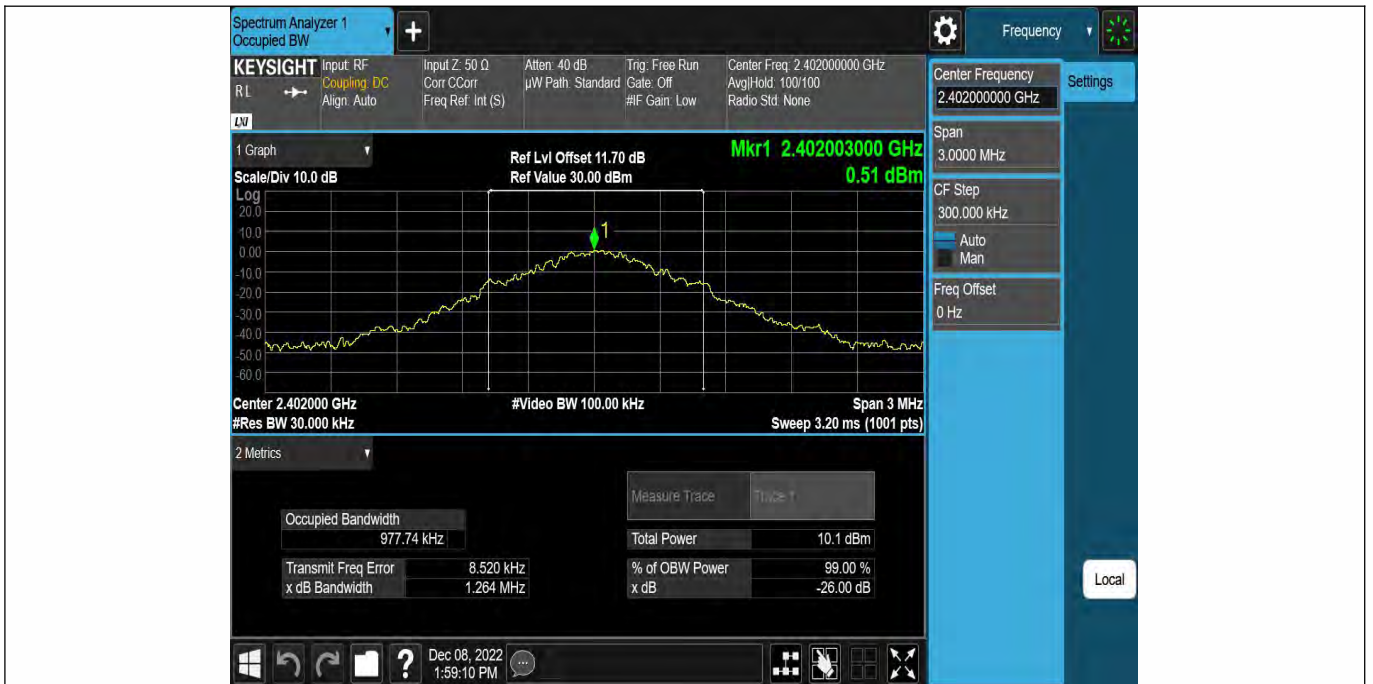 Spectrum Analyzer 1
Occupied BW
+
Frequency
KEYSIGHT
RL
LXI
Input: RF
Coupling: DC
Align: Auto
Input Z: 50 Ω
Corr CCorr
Freq Ref: Int (S)
Atten: 40 dB
µW Path: Standard
Trig: Free Run
Gate: Off
#IF Gain: Low
Center Freq: 2.402000000 GHz
Avg|Hold: 100/100
Radio Std: None
Center Frequency
2.402000000 GHz
Settings
Span
3.0000 MHz
CF Step
300.000 kHz
Auto
Man
Freq Offset
0 Hz
1 Graph
Scale/Div 10.0 dB
Ref Lvl Offset 11.70 dB
Ref Value 30.00 dBm
Mkr1 2.402003000 GHz
0.51 dBm
Log
20.0
10.0
0.00
-10.0
-20.0
-30.0
-40.0
-50.0
-60.0
1
Center 2.402000 GHz
#Video BW 100.00 kHz
Span 3 MHz
#Res BW 30.000 kHz
Sweep 3.20 ms (1001 pts)
2 Metrics
Measure Trace Trace 1
Occupied Bandwidth
977.74 kHz
Total Power 10.1 dBm
Transmit Freq Error 8.520 kHz
% of OBW Power 99.00 %
x dB Bandwidth 1.264 MHz
x dB -26.00 dB
Local
?
Dec 08, 2022
1:59:10 PM